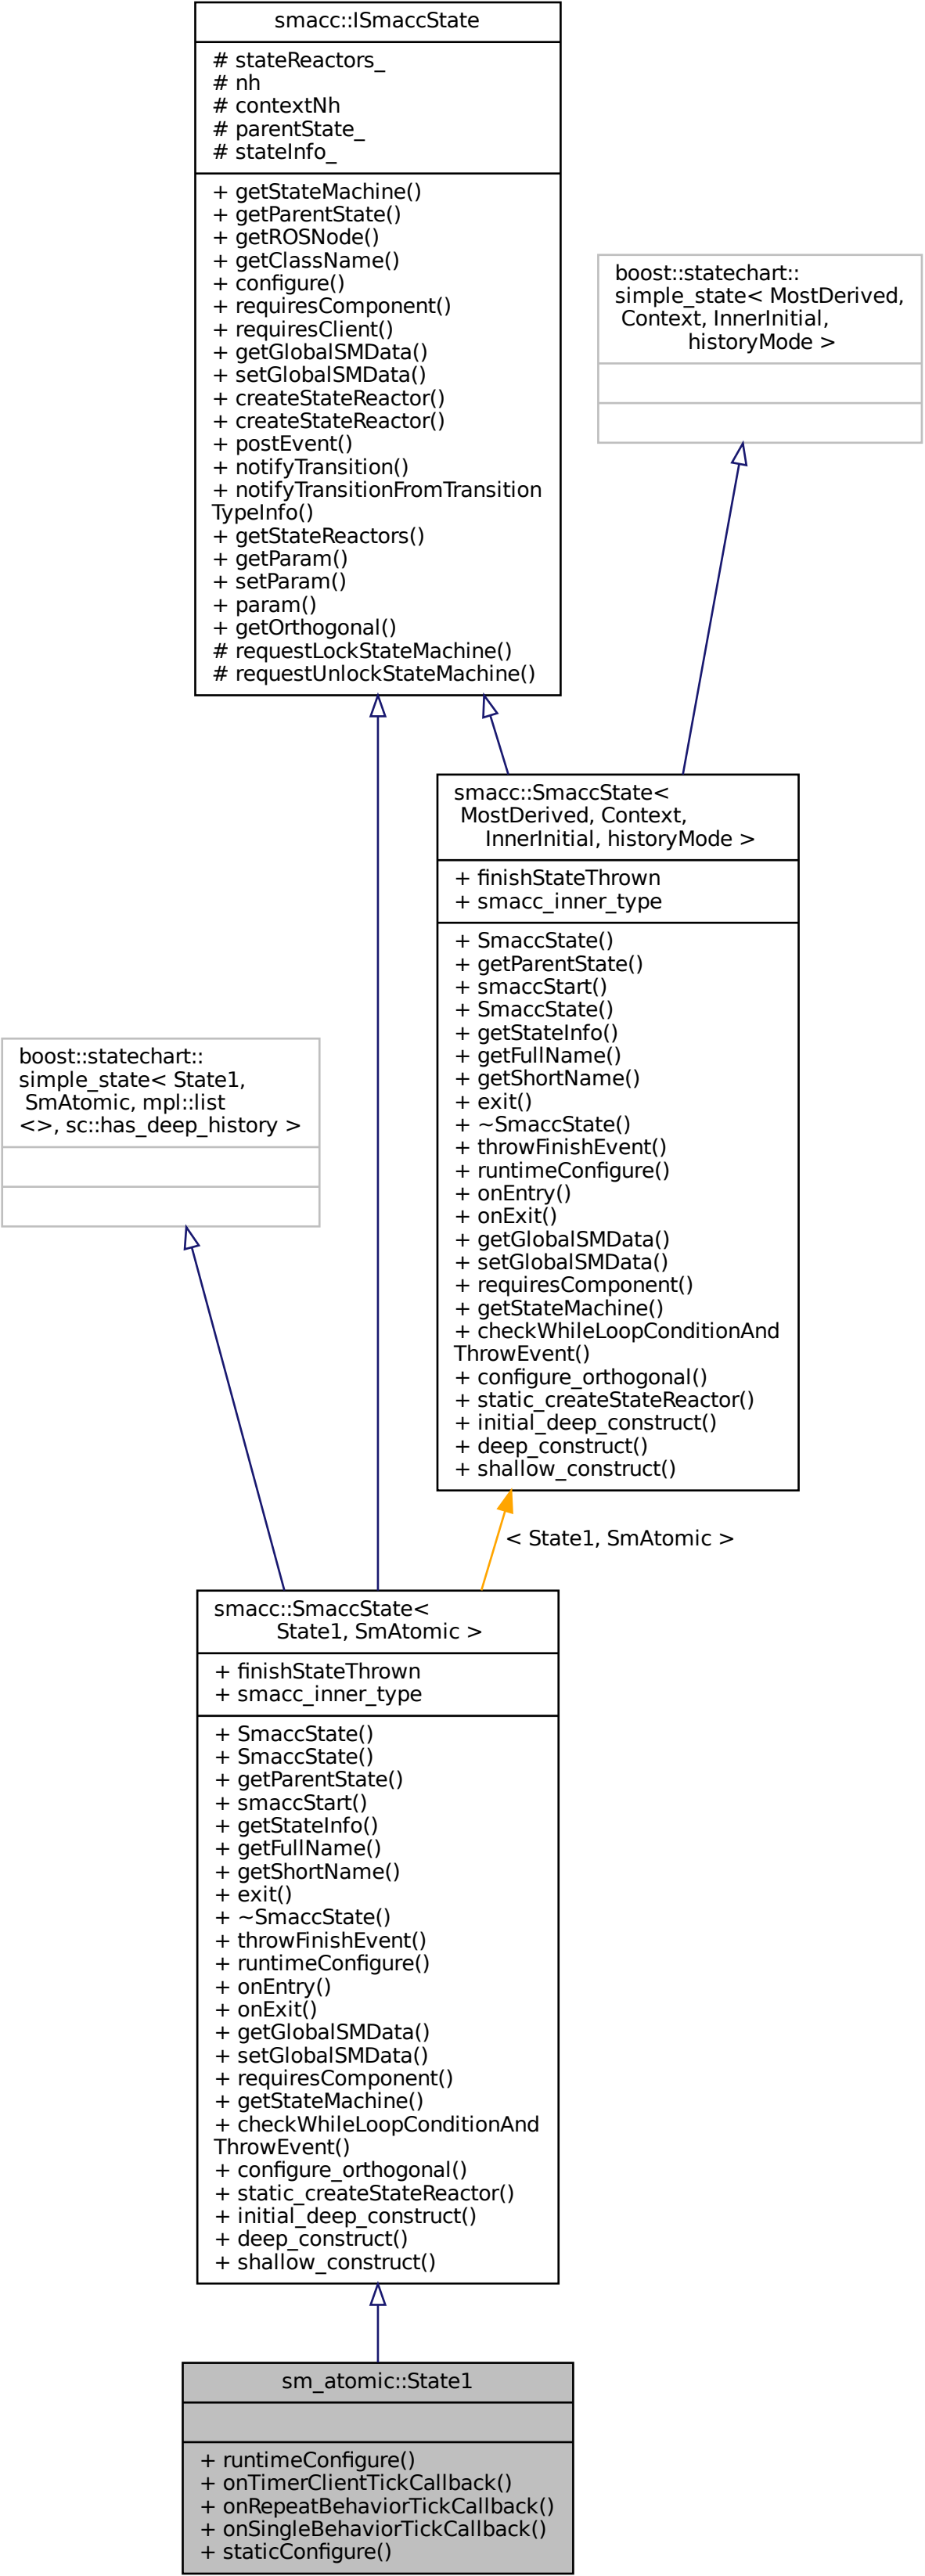 smacc::ISmaccState
# stateReactors_
# nh
# contextNh
# parentState_
# stateInfo_
+ getStateMachine()
+ getParentState()
+ getROSNode()
+ getClassName()
+ configure()
+ requiresComponent()
+ requiresClient()
+ getGlobalSMData()
+ setGlobalSMData()
+ createStateReactor()
+ createStateReactor()
+ postEvent()
+ notifyTransition()
+ notifyTransitionFromTransition
TypeInfo()
+ getStateReactors()
+ getParam()
+ setParam()
+ param()
+ getOrthogonal()
# requestLockStateMachine()
# requestUnlockStateMachine()
boost::statechart::
simple_state< MostDerived,
Context, InnerInitial,
historyMode >
smacc::SmaccState<
MostDerived, Context,
InnerInitial, historyMode >
+ finishStateThrown
+ smacc_inner_type
+ SmaccState()
+ getParentState()
+ smaccStart()
+ SmaccState()
+ getStateInfo()
+ getFullName()
+ getShortName()
+ exit()
+ ~SmaccState()
+ throwFinishEvent()
+ runtimeConfigure()
+ onEntry()
+ onExit()
+ getGlobalSMData()
+ setGlobalSMData()
+ requiresComponent()
+ getStateMachine()
+ checkWhileLoopConditionAnd
ThrowEvent()
+ configure_orthogonal()
+ static_createStateReactor()
+ initial_deep_construct()
+ deep_construct()
+ shallow_construct()
boost::statechart::
simple_state< State1,
SmAtomic, mpl::list
<>, sc::has_deep_history >
< State1, SmAtomic >
smacc::SmaccState<
State1, SmAtomic >
+ finishStateThrown
+ smacc_inner_type
+ SmaccState()
+ SmaccState()
+ getParentState()
+ smaccStart()
+ getStateInfo()
+ getFullName()
+ getShortName()
+ exit()
+ ~SmaccState()
+ throwFinishEvent()
+ runtimeConfigure()
+ onEntry()
+ onExit()
+ getGlobalSMData()
+ setGlobalSMData()
+ requiresComponent()
+ getStateMachine()
+ checkWhileLoopConditionAnd
ThrowEvent()
+ configure_orthogonal()
+ static_createStateReactor()
+ initial_deep_construct()
+ deep_construct()
+ shallow_construct()
sm_atomic::State1
+ runtimeConfigure()
+ onTimerClientTickCallback()
+ onRepeatBehaviorTickCallback()
+ onSingleBehaviorTickCallback()
+ staticConfigure()